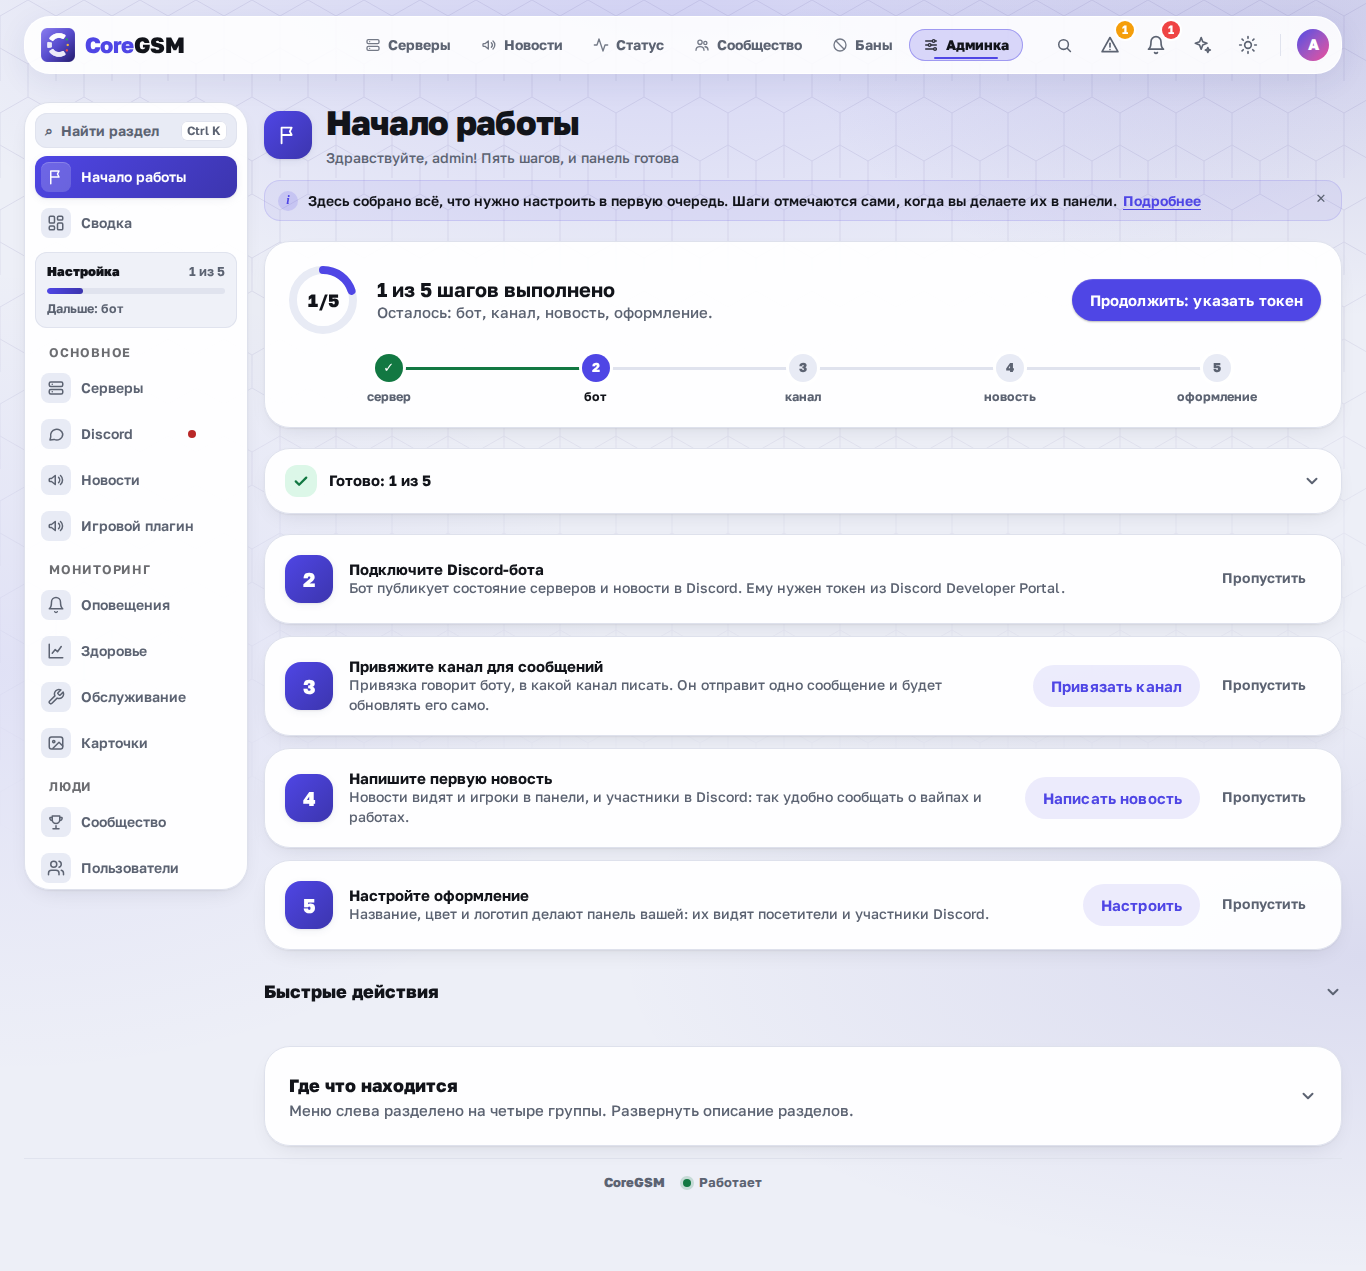 CoreGSM
Серверы
Новости
Статус
Сообщество
Баны
Админка
1
1
A
Найти раздел
Ctrl K
Начало работы
Сводка
Настройка
1 из 5
Дальше: бот
ОСНОВНОЕ
Серверы
Discord
Новости
Игровой плагин
МОНИТОРИНГ
Оповещения
Здоровье
Обслуживание
Карточки
ЛЮДИ
Сообщество
Пользователи
Начало работы
Здравствуйте, admin! Пять шагов, и панель готова
i
Здесь собрано всё, что нужно настроить в первую очередь. Шаги отмечаются сами, когда вы делаете их в панели. Подробнее
×
1/5
1 из 5 шагов выполнено
Осталось: бот, канал, новость, оформление.
Продолжить: указать токен
✓
2
3
4
5
сервер
бот
канал
новость
оформление
Готово: 1 из 5
2
Подключите Discord-бота
Бот публикует состояние серверов и новости в Discord. Ему нужен токен из Discord Developer Portal.
Пропустить
3
Привяжите канал для сообщений
Привязка говорит боту, в какой канал писать. Он отправит одно сообщение и будет
обновлять его само.
Привязать канал
Пропустить
4
Напишите первую новость
Новости видят и игроки в панели, и участники в Discord: так удобно сообщать о вайпах и
работах.
Написать новость
Пропустить
5
Настройте оформление
Название, цвет и логотип делают панель вашей: их видят посетители и участники Discord.
Настроить
Пропустить
Быстрые действия
Где что находится
Меню слева разделено на четыре группы. Развернуть описание разделов.
CoreGSM
Работает